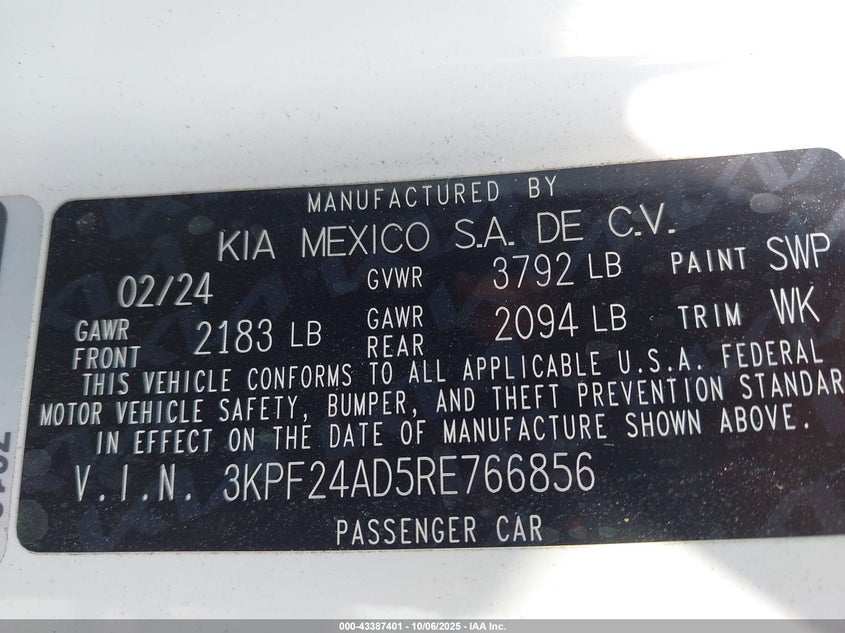 MANUFACTURED BY
KIA MEXICO S.A. DE C.V.
02/24 GVWR 3792 LB PAINT SWP
GAWR FRONT 2183 LB GAWR REAR 2094 LB TRIM WK
THIS VEHICLE CONFORMS TO ALL APPLICABLE U.S.A. FEDERAL
MOTOR VEHICLE SAFETY, BUMPER, AND THEFT PREVENTION STANDAR
IN EFFECT ON THE DATE OF MANUFACTURE SHOWN ABOVE.
V.I.N. 3KPF24AD5RE766856
PASSENGER CAR
000-43387401 - 10/06/2025 - IAA Inc.